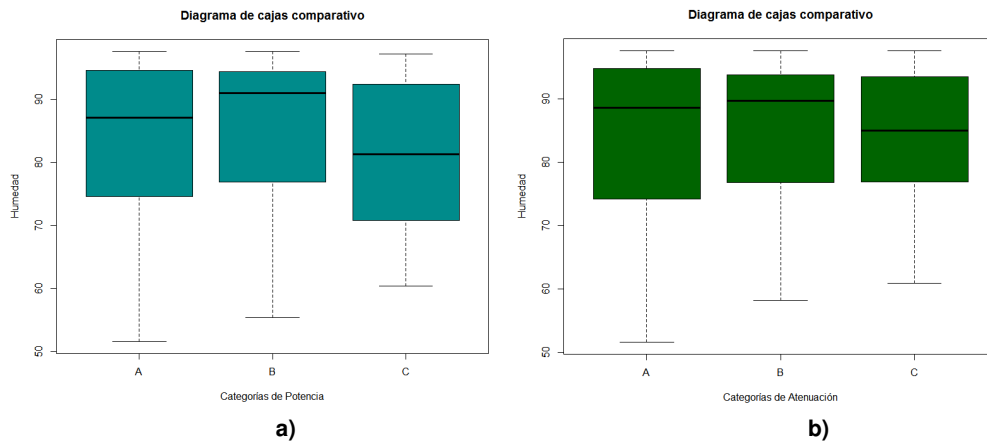 Diagrama de cajas comparativo
Humedad
90
80
70
60
50
A B C
Categorías de Potencia
a)
Diagrama de cajas comparativo
Humedad
90
80
70
60
50
A B C
Categorías de Atenuación
b)